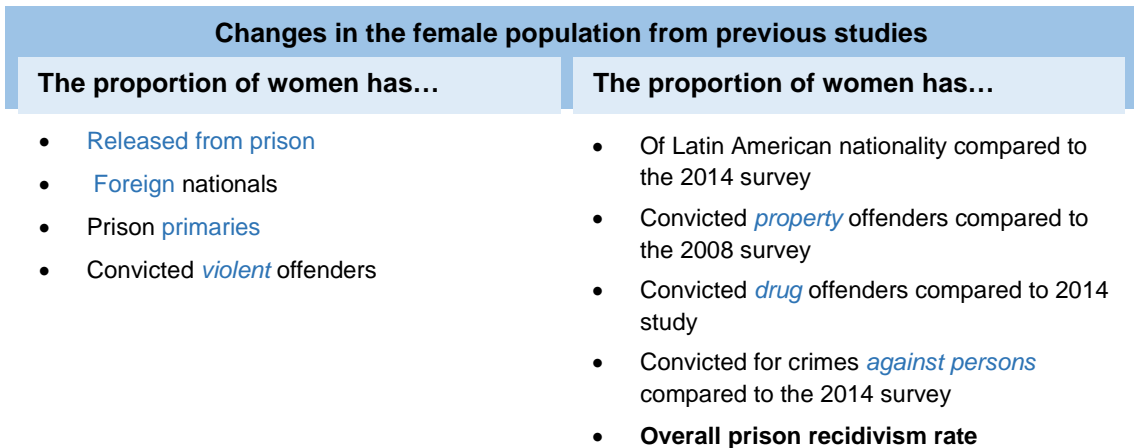 Changes in the female population from previous studies
The proportion of women has…
• Released from prison
• Foreign nationals
• Prison primaries
• Convicted violent offenders
The proportion of women has…
• Of Latin American nationality compared to
the 2014 survey
• Convicted property offenders compared to
the 2008 survey
• Convicted drug offenders compared to 2014
study
• Convicted for crimes against persons
compared to the 2014 survey
• Overall prison recidivism rate